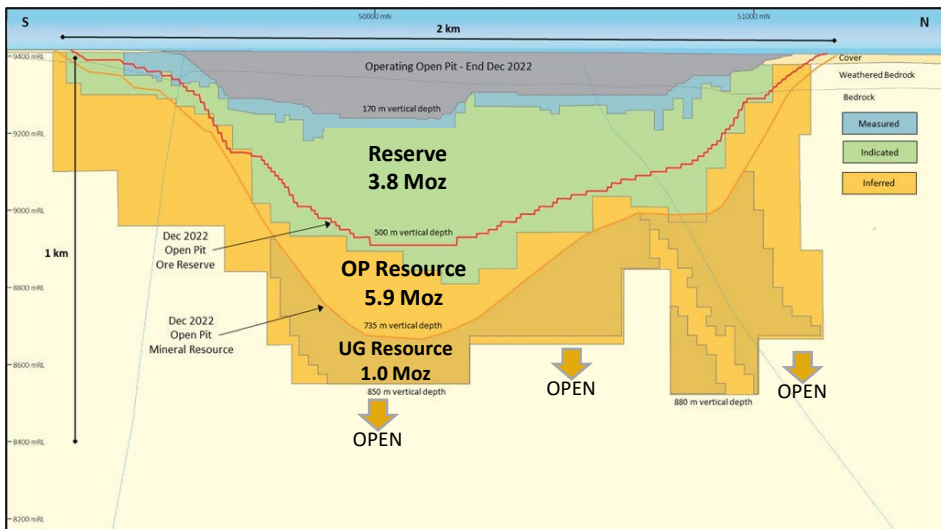 S
50000 mN
51000 mN
N
2 km
9400 mRL
Operating Open Pit - End Dec 2022
Cover
Weathered Bedrock
Bedrock
170 m vertical depth
Measured
9200 mRL
Indicated
Reserve
3.8 Moz
Inferred
9000 mRL
500 m vertical depth
Dec 2022
Open Pit
Ore Reserve
1 km
OP Resource
5.9 Moz
8800 mRL
Dec 2022
Open Pit
Mineral Resource
735 m vertical depth
UG Resource
1.0 Moz
8600 mRL
850 m vertical depth
OPEN
OPEN
880 m vertical depth
OPEN
8400 mRL
8200 mRL